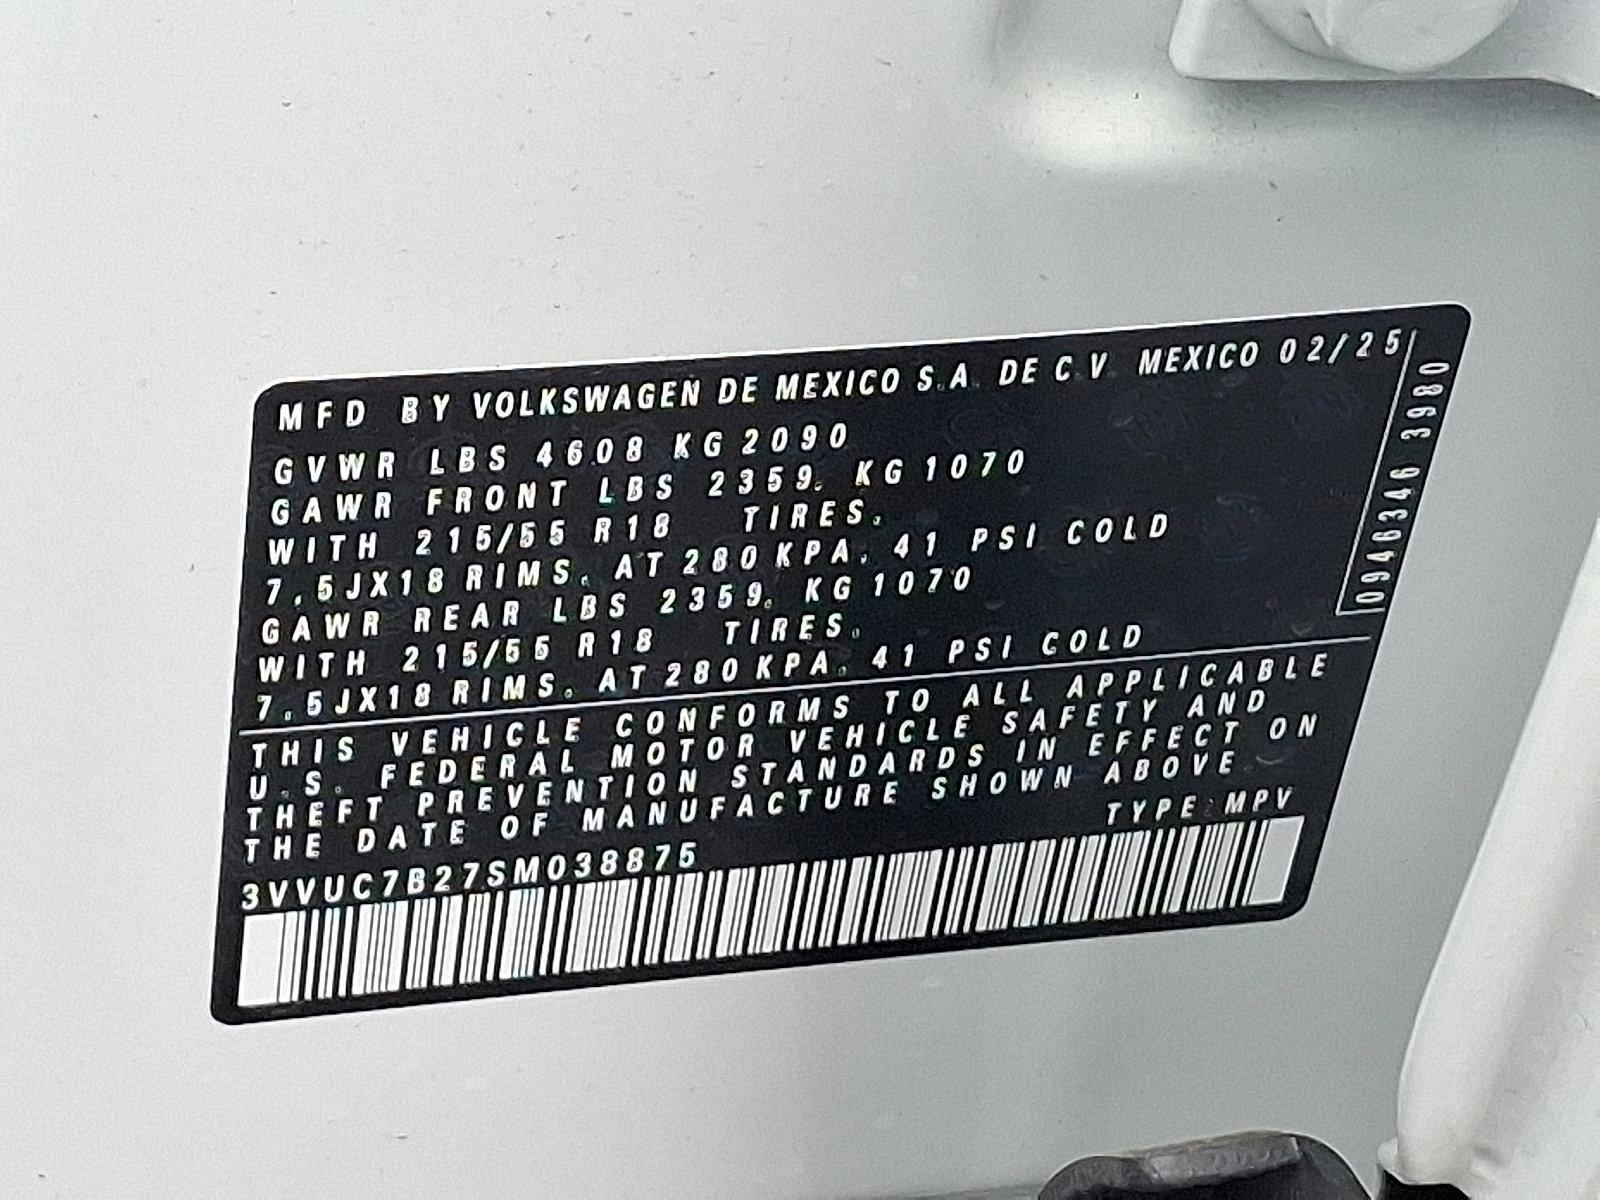 MFD BY VOLKSWAGEN DE MEXICO S.A. DE C V MEXICO 02/25
GVWR LBS 4608 KG 2090
GAWR FRONT LBS 2359. KG 1070
WITH 215/55 R18 TIRES.
7.5JX18 RIMS. AT 280 KPA. 41 PSI COLD
GAWR REAR LBS 2359. KG 1070
WITH 215/55 R18 TIRES.
7.5JX18 RIMS. AT 280 KPA. 41 PSI COLD
0946346 3980
THIS VEHICLE CONFORMS TO ALL APPLICABLE
U.S. FEDERAL MOTOR VEHICLE SAFETY AND
THEFT PREVENTION STANDARDS IN EFFECT ON
THE DATE OF MANUFACTURE SHOWN ABOVE
TYPE: MPV
3VVUC7B27SM038875